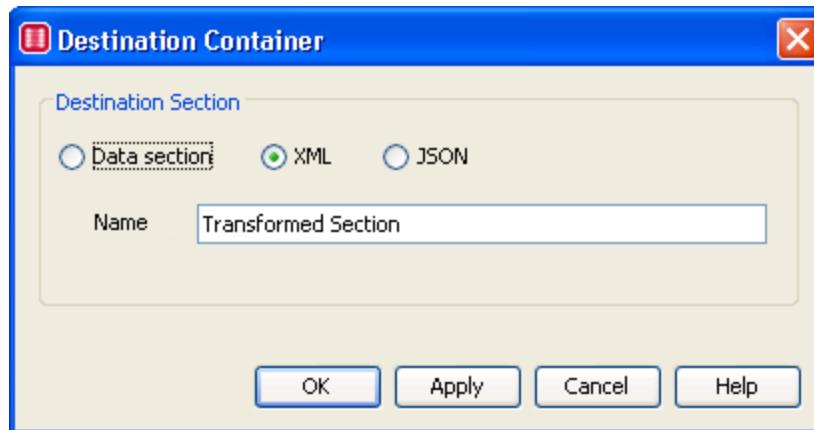 Destination Container
Destination Section
Data section XML JSON
Name Transformed Section
OK Apply Cancel Help